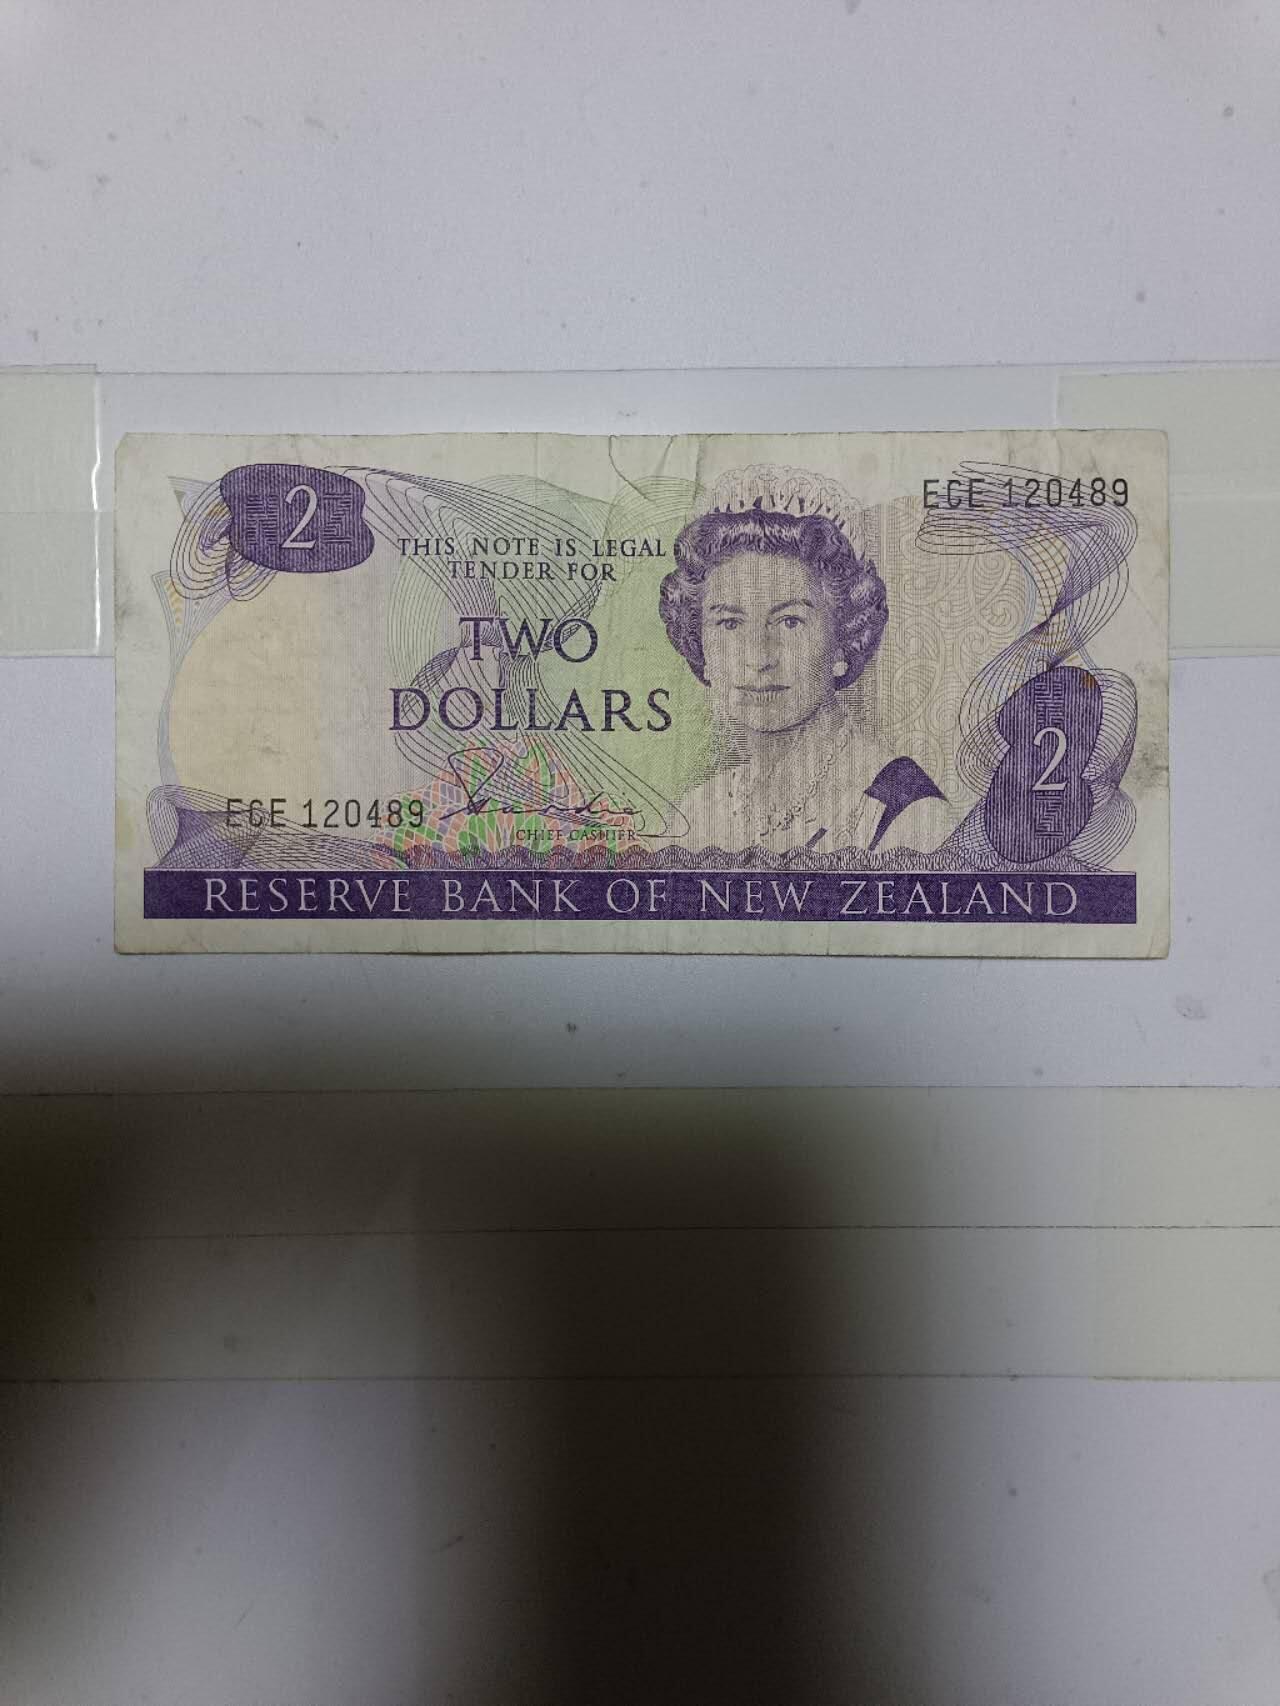 2
ECE 120489
THIS NOTE IS LEGAL
TENDER FOR
TWO
DOLLARS
2
ECE 120489
CHIEF CASHIER
RESERVE BANK OF NEW ZEALAND